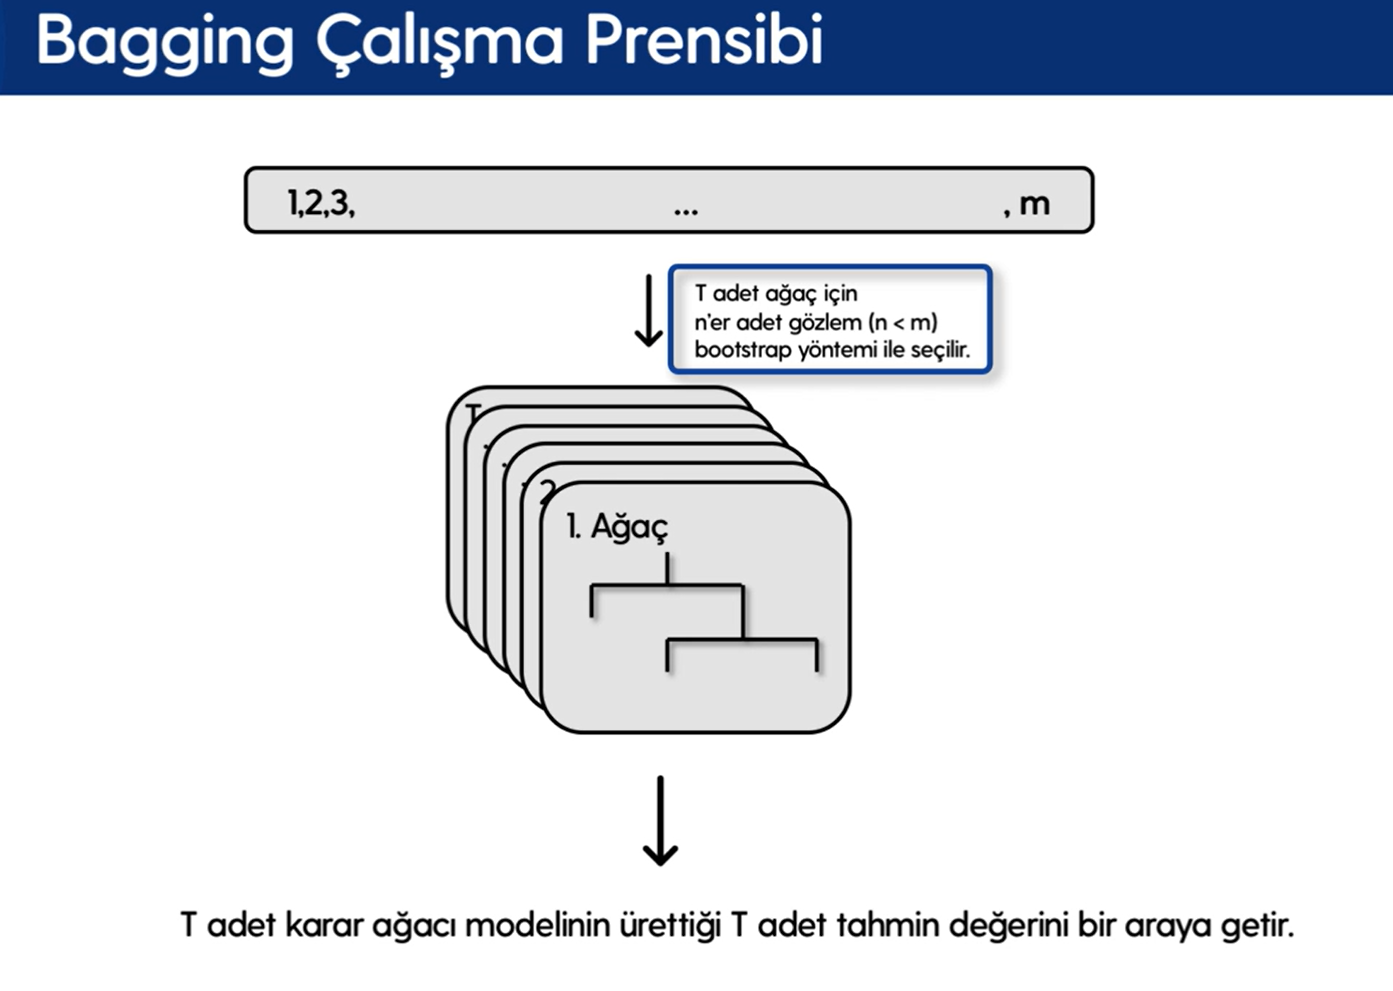 Bagging Çalışma Prensibi
1,2,3, ... , m
T adet ağaç için
n'er adet gözlem (n < m)
bootstrap yöntemi ile seçilir.
T
2
1. Ağaç
T adet karar ağacı modelinin ürettiği T adet tahmin değerini bir araya getir.